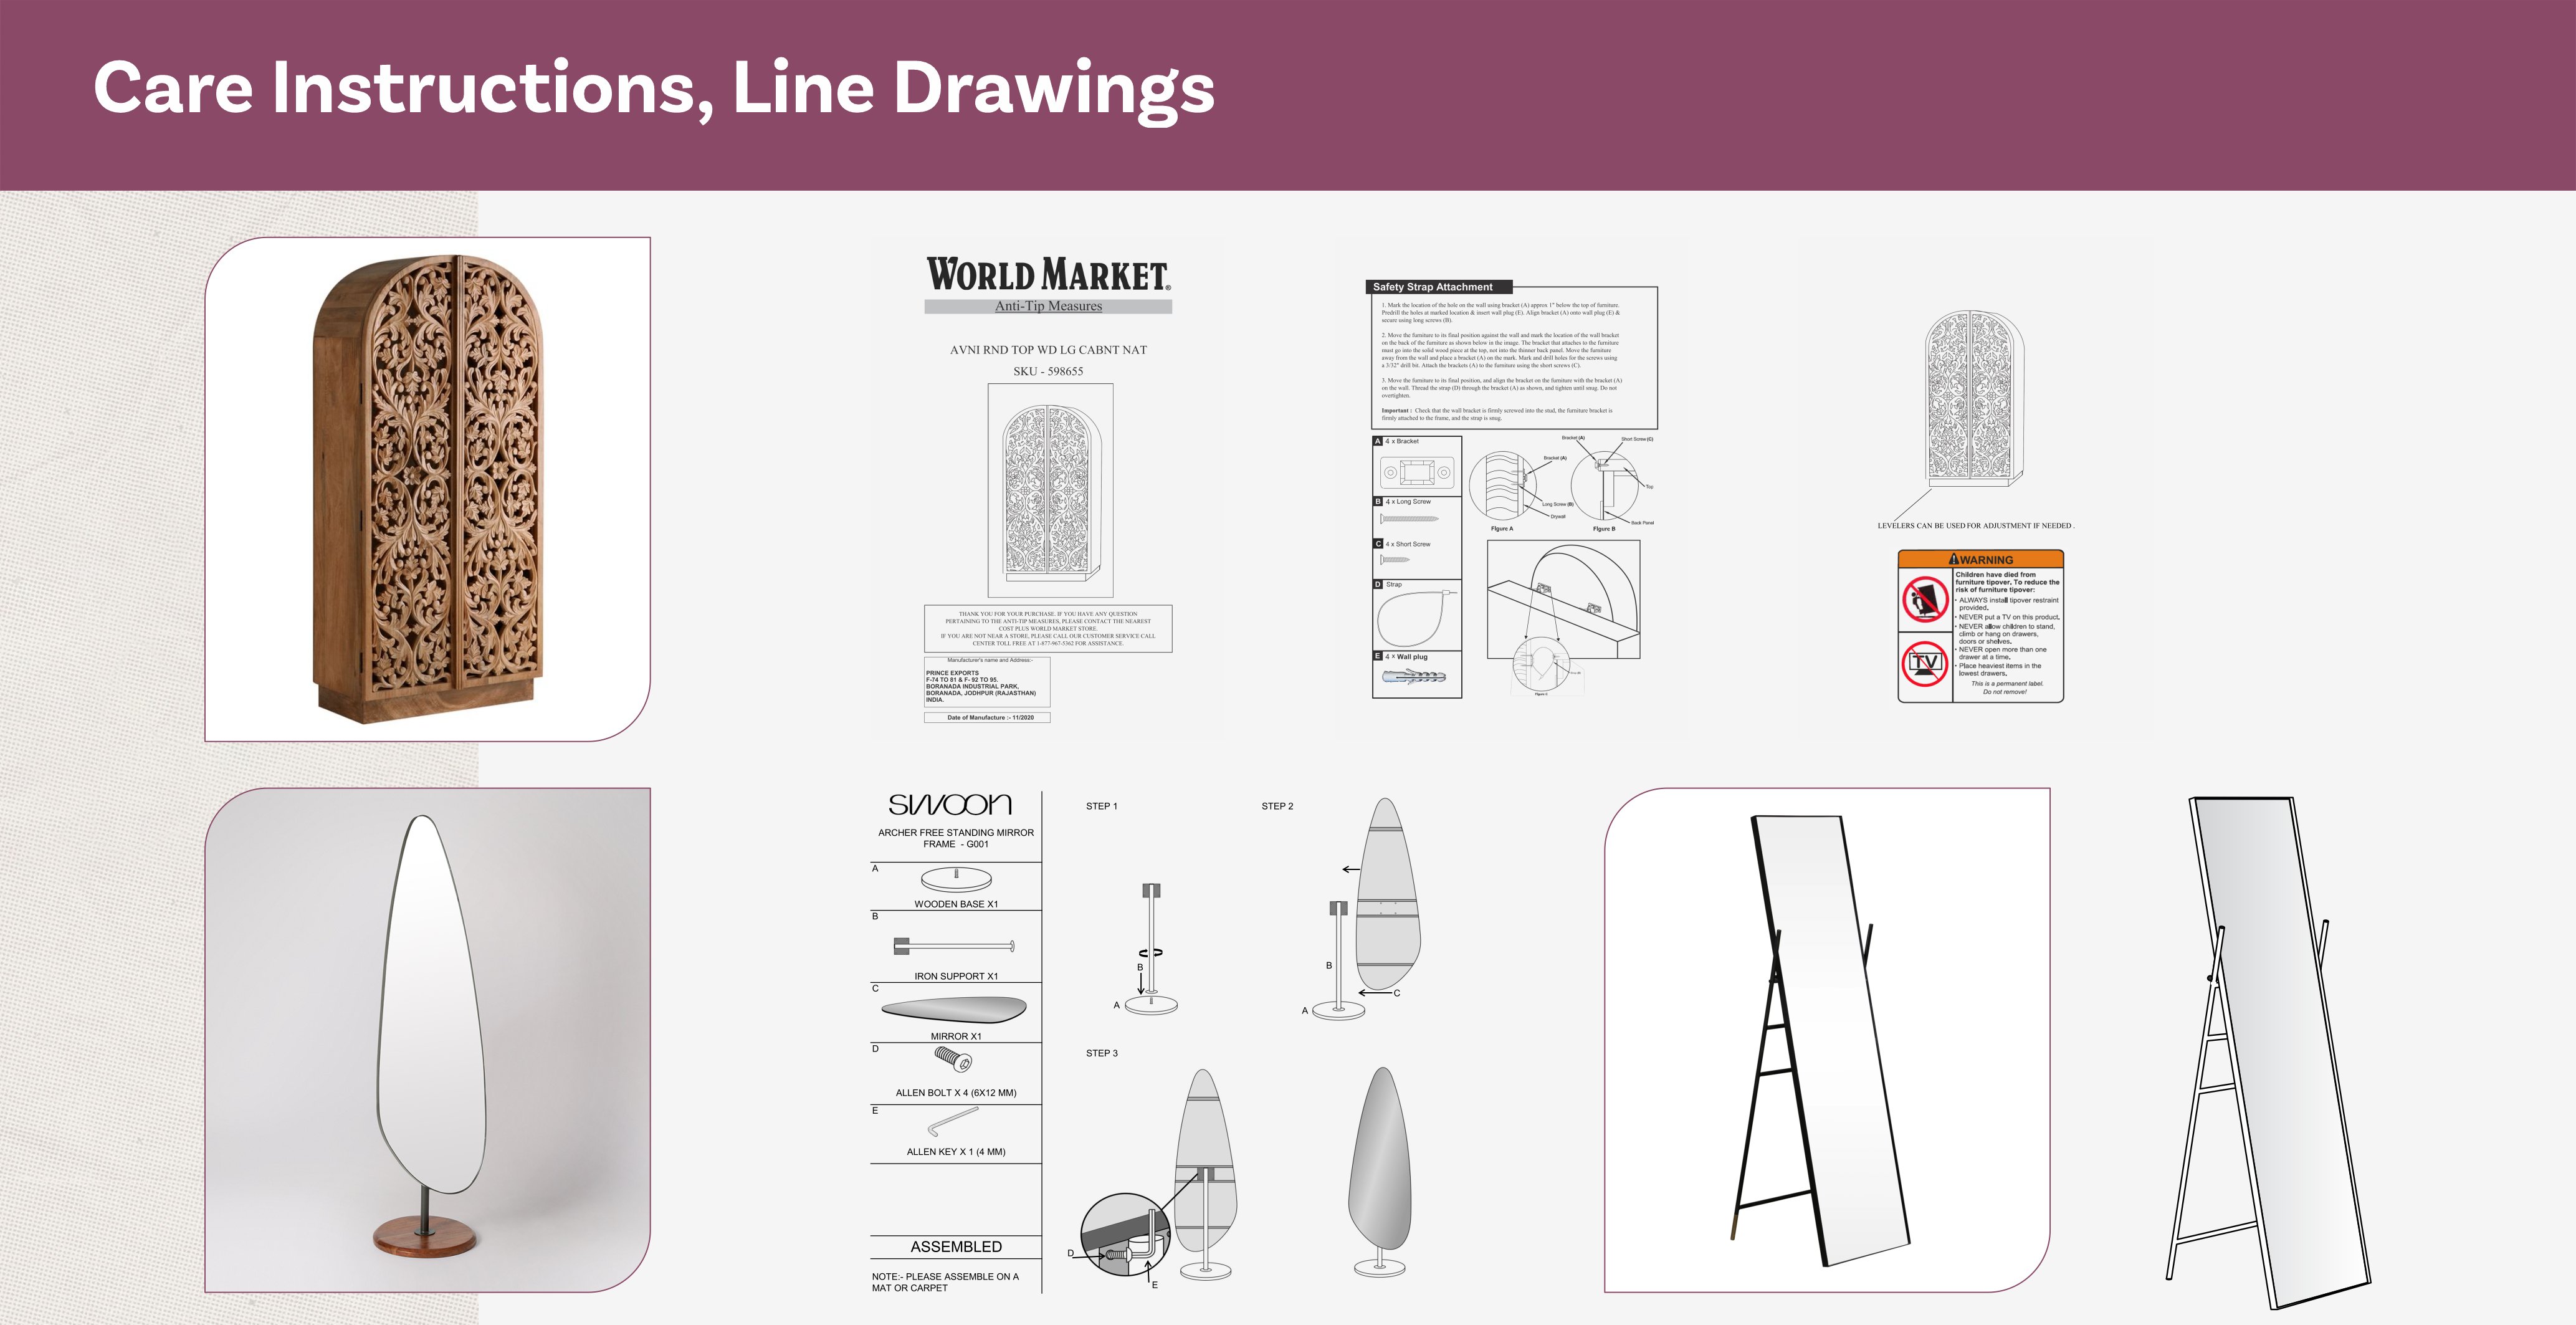 Care Instructions, Line Drawings
WORLD MARKET®
Anti-Tip Measures
AVNI RND TOP WD LG CABNT NAT
SKU - 598655
THANK YOU FOR YOUR PURCHASE. IF YOU HAVE ANY QUESTION
PERTAINING TO THE ANTI-TIP MEASURES, PLEASE CONTACT THE NEAREST
COST PLUS WORLD MARKET STORE.
IF YOU ARE NOT NEAR A STORE, PLEASE CALL OUR CUSTOMER SERVICE CALL
CENTER TOLL FREE AT 1-877-967-5362 FOR ASSISTANCE.
Manufacturer's name and Address:-
PRINCE EXPORTS
F-74 TO 81 & F- 92 TO 95.
BORANADA INDUSTRIAL PARK,
BORANADA, JODHPUR (RAJASTHAN)
INDIA.
Date of Manufacture :- 11/2020
Safety Strap Attachment
1. Mark the location of the hole on the wall using bracket (A) approx 1" below the top of furniture.
Predrill the holes at marked location & insert wall plug (E). Align bracket (A) onto wall plug (E) &
secure using long screws (B).
2. Move the furniture to its final position against the wall and mark the location of the wall bracket
on the back of the furniture as shown below in the image. The bracket that attaches to the furniture
must go into the solid wood piece at the top, not into the thinner back panel. Move the furniture
away from the wall and place a bracket (A) on the mark. Mark and drill holes for the screws using
a 3/32" drill bit. Attach the brackets (A) to the furniture using the short screws (C).
3. Move the furniture to its final position, and align the bracket on the furniture with the bracket (A)
on the wall. Thread the strap (D) through the bracket (A) as shown, and tighten until snug. Do not
overtighten.
Important : Check that the wall bracket is firmly screwed into the stud, the furniture bracket is
firmly attached to the frame, and the strap is snug.
A 4 x Bracket
B 4 x Long Screw
C 4 x Short Screw
D Strap
E 4 x Wall plug
Bracket (A)
Long Screw (B)
Drywall
Figure A
Bracket (A)
Short Screw (C)
Top
Back Panel
Figure B
Figure C
LEVELERS CAN BE USED FOR ADJUSTMENT IF NEEDED .
WARNING
Children have died from
furniture tipover. To reduce the
risk of furniture tipover:
• ALWAYS install tipover restraint
provided.
• NEVER put a TV on this product.
• NEVER allow children to stand,
climb or hang on drawers,
doors or shelves.
• NEVER open more than one
drawer at a time.
• Place heaviest items in the
lowest drawers.
This is a permanent label.
Do not remove!
TV
swoon
ARCHER FREE STANDING MIRROR
FRAME - G001
A
WOODEN BASE X1
B
IRON SUPPORT X1
C
MIRROR X1
D
ALLEN BOLT X 4 (6X12 MM)
E
ALLEN KEY X 1 (4 MM)
ASSEMBLED
NOTE:- PLEASE ASSEMBLE ON A
MAT OR CARPET
STEP 1
B
A
STEP 2
B
A
C
STEP 3
D
E